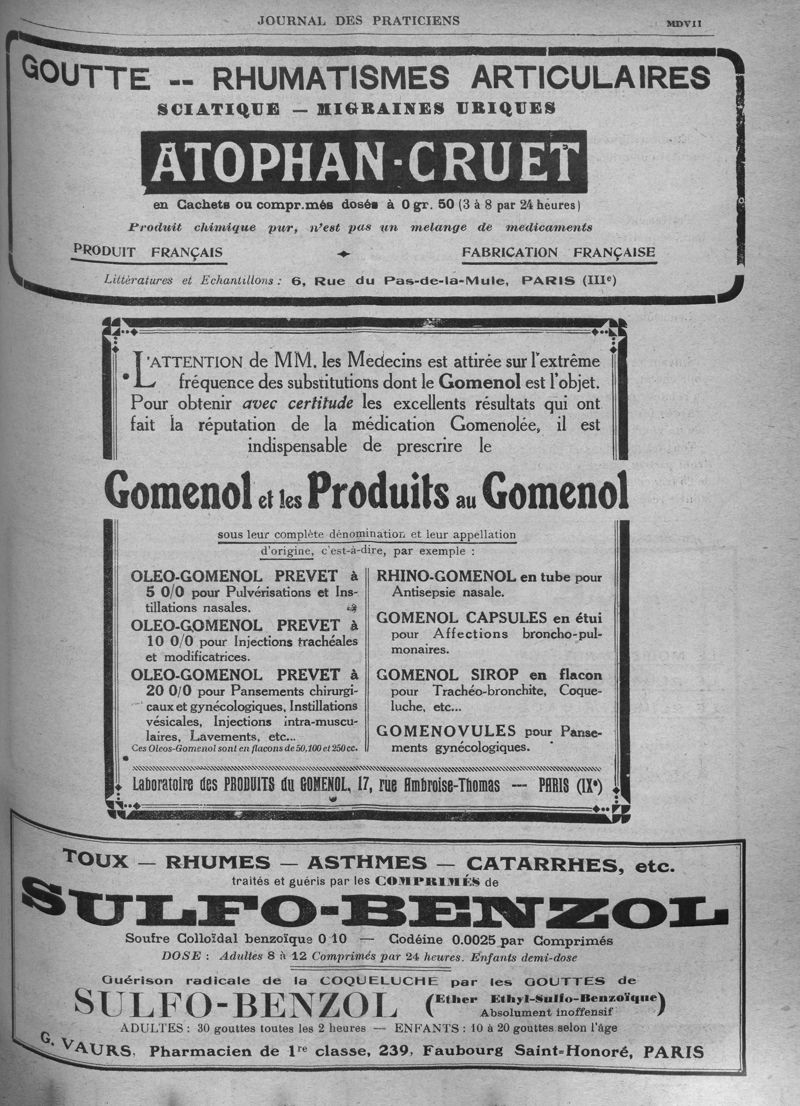 JOURNAL DES PRATICIENS
MDVII
GOUTTE -- RHUMATISMES ARTICULAIRES
SCIATIQUE — MIGRAINES URIQUES
ATOPHAN-CRUET
en Cachets ou compr.més dosés à 0 gr. 50 (3 à 8 par 24 heures)
Produit chimique pur, n'est pas un melange de medicaments
PRODUIT FRANÇAIS
FABRICATION FRANÇAISE
Littératures et Echantillons : 6, Rue du Pas-de-la-Mule, PARIS (IIIe)
L'ATTENTION de MM. les Medecins est attirée sur l'extrême
fréquence des substitutions dont le Gomenol est l'objet.
Pour obtenir avec certitude les excellents résultats qui ont
fait la réputation de la médication Gomenolée, il est
indispensable de prescrire le
Gomenol et les Produits au Gomenol
sous leur complète dénomination et leur appellation
d'origine, c'est-à-dire, par exemple :
OLEO-GOMENOL PREVET à
5 0/0 pour Pulvérisations et Ins-
tillations nasales.
OLEO-GOMENOL PREVET à
10 0/0 pour Injections trachéales
et modificatrices.
OLEO-GOMENOL PREVET à
20 0/0 pour Pansements chirurgi-
caux et gynécologiques, Instillations
vésicales, Injections intra-muscu-
laires, Lavements, etc...
Ces Oleos-Gomenol sont en flacons de 50, 100 et 250 cc.
RHINO-GOMENOL en tube pour
Antisepsie nasale.
GOMENOL CAPSULES en étui
pour Affections broncho-pul-
monaires.
GOMENOL SIROP en flacon
pour Trachéo-bronchite, Coque-
luche, etc...
GOMENOVULES pour Panse-
ments gynécologiques.
Laboratoire des PRODUITS du GOMENOL, 17, rue Ambroise-Thomas — PARIS (IXe)
TOUX — RHUMES — ASTHMES — CATARRHES, etc.
traités et guéris par les COMPRIMÉS de
SULFO-BENZOL
Soufre Colloïdal benzoïque 0 10 — Codéine 0.0025 par Comprimés
DOSE : Adultes 8 à 12 Comprimés par 24 heures. Enfants demi-dose
Guérison radicale de la COQUELUCHE par les GOUTTES de
SULFO-BENZOL (Ether Ethyl-Sulfo-Benzoïque)
Absolument inoffensif
ADULTES : 30 gouttes toutes les 2 heures — ENFANTS : 10 à 20 gouttes selon l'âge
G. VAURS, Pharmacien de 1re classe, 239, Faubourg Saint-Honoré, PARIS